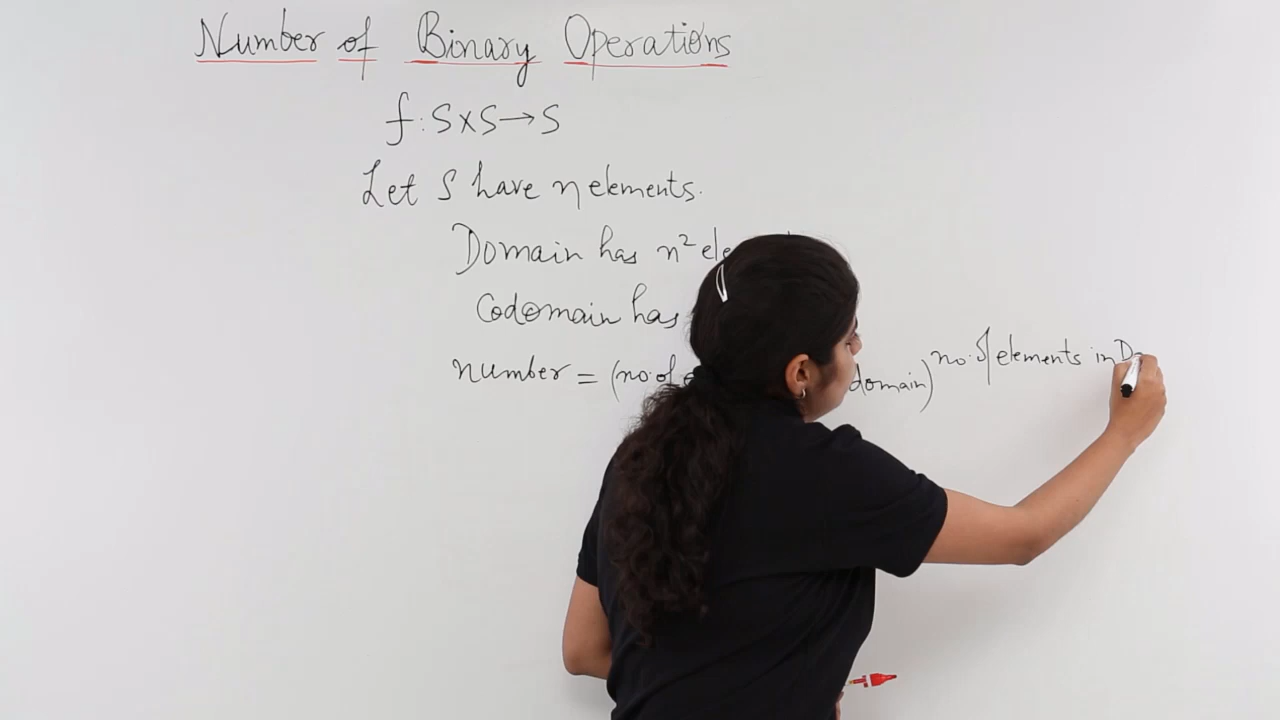 Number of Binary Operations
f: S×S→S
Let S have n elements.
Domain has n² ele
Codomain has
number = (no. of domain)^no. of elements in Do